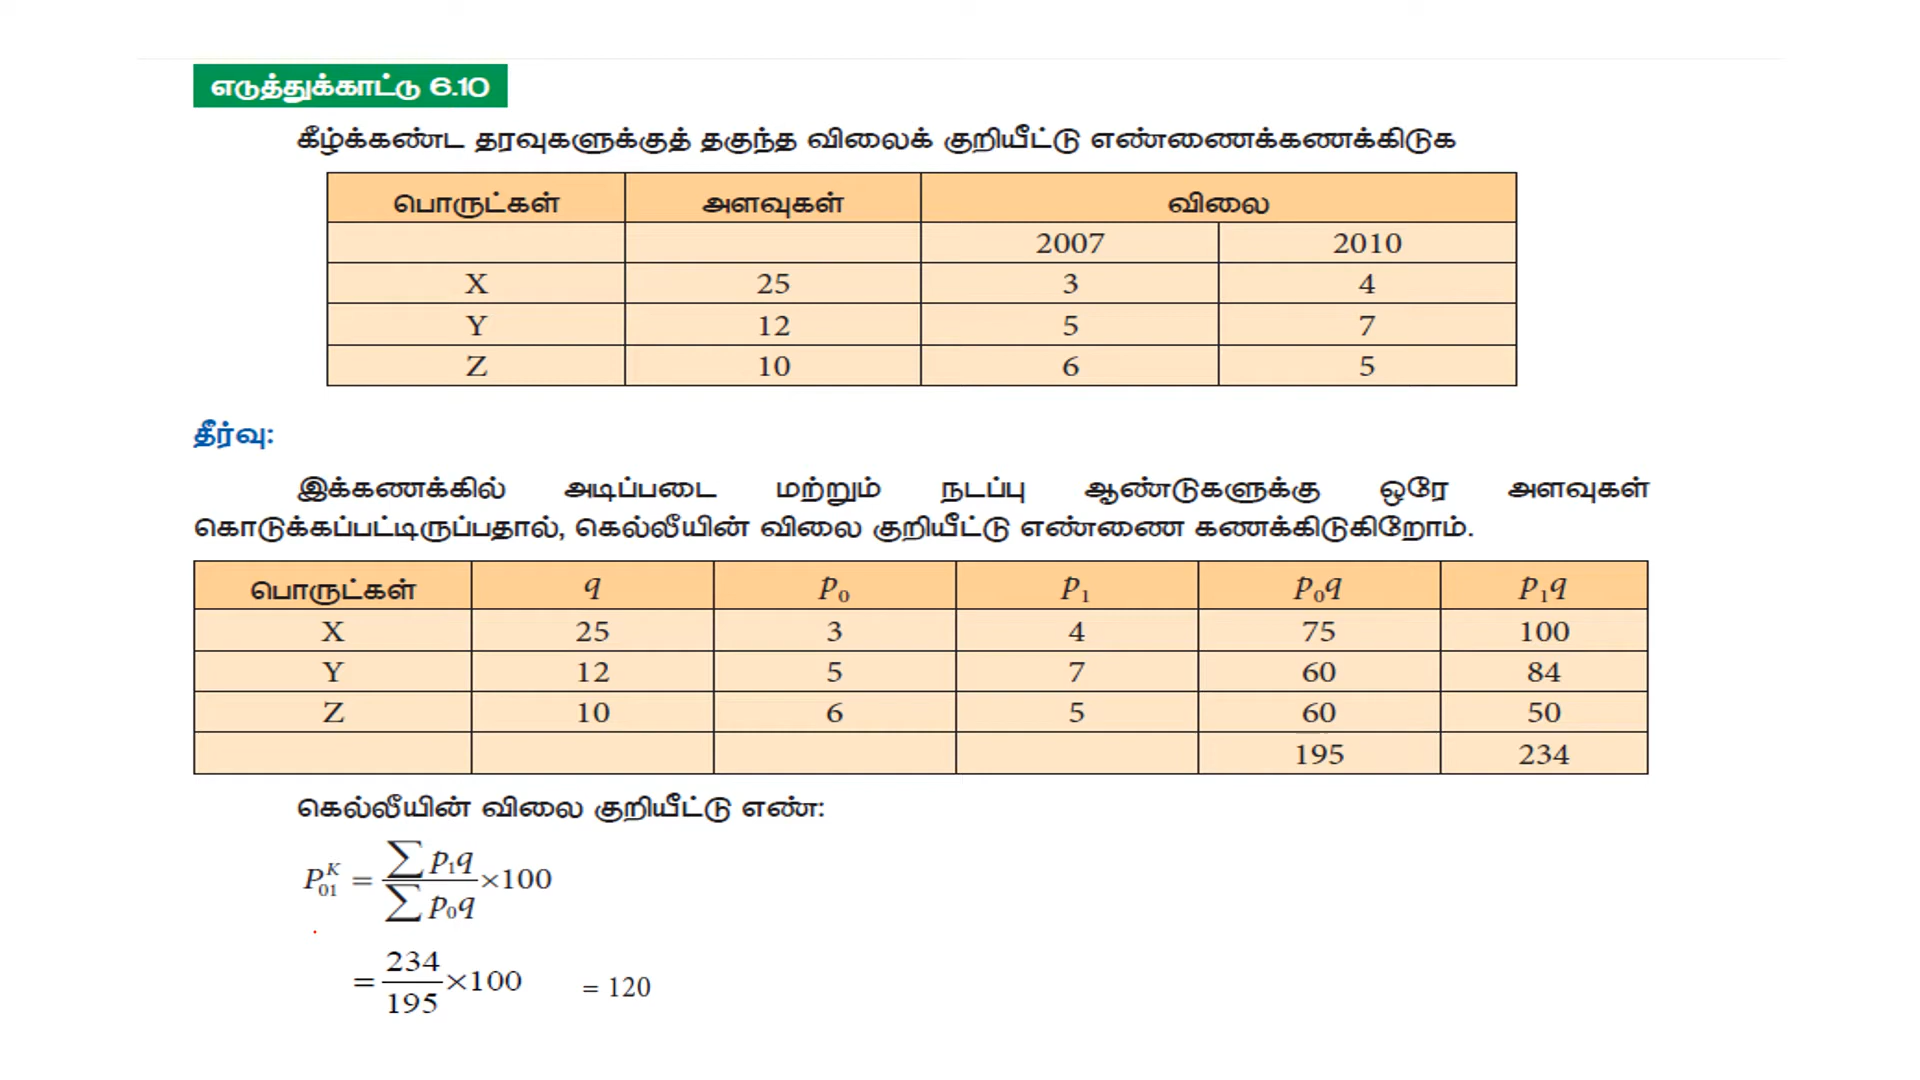 எடுத்துக்காட்டு 6.10
கீழ்க்கண்ட தரவுகளுக்குத் தகுந்த விலைக் குறியீட்டு எண்ணைக்கணக்கிடுக
பொருட்கள் அளவுகள் விலை
2007 2010
X 25 3 4
Y 12 5 7
Z 10 6 5
தீர்வு:
இக்கணக்கில் அடிப்படை மற்றும் நடப்பு ஆண்டுகளுக்கு ஒரே அளவுகள்
கொடுக்கப்பட்டிருப்பதால், கெல்லீயின் விலை குறியீட்டு எண்ணை கணக்கிடுகிறோம்.
பொருட்கள் q p₀ p₁ p₀q p₁q
X 25 3 4 75 100
Y 12 5 7 60 84
Z 10 6 5 60 50
195 234
கெல்லீயின் விலை குறியீட்டு எண்:
P₀₁ᴷ = ∑p₁q / ∑p₀q ×100
= 234/195 ×100 = 120